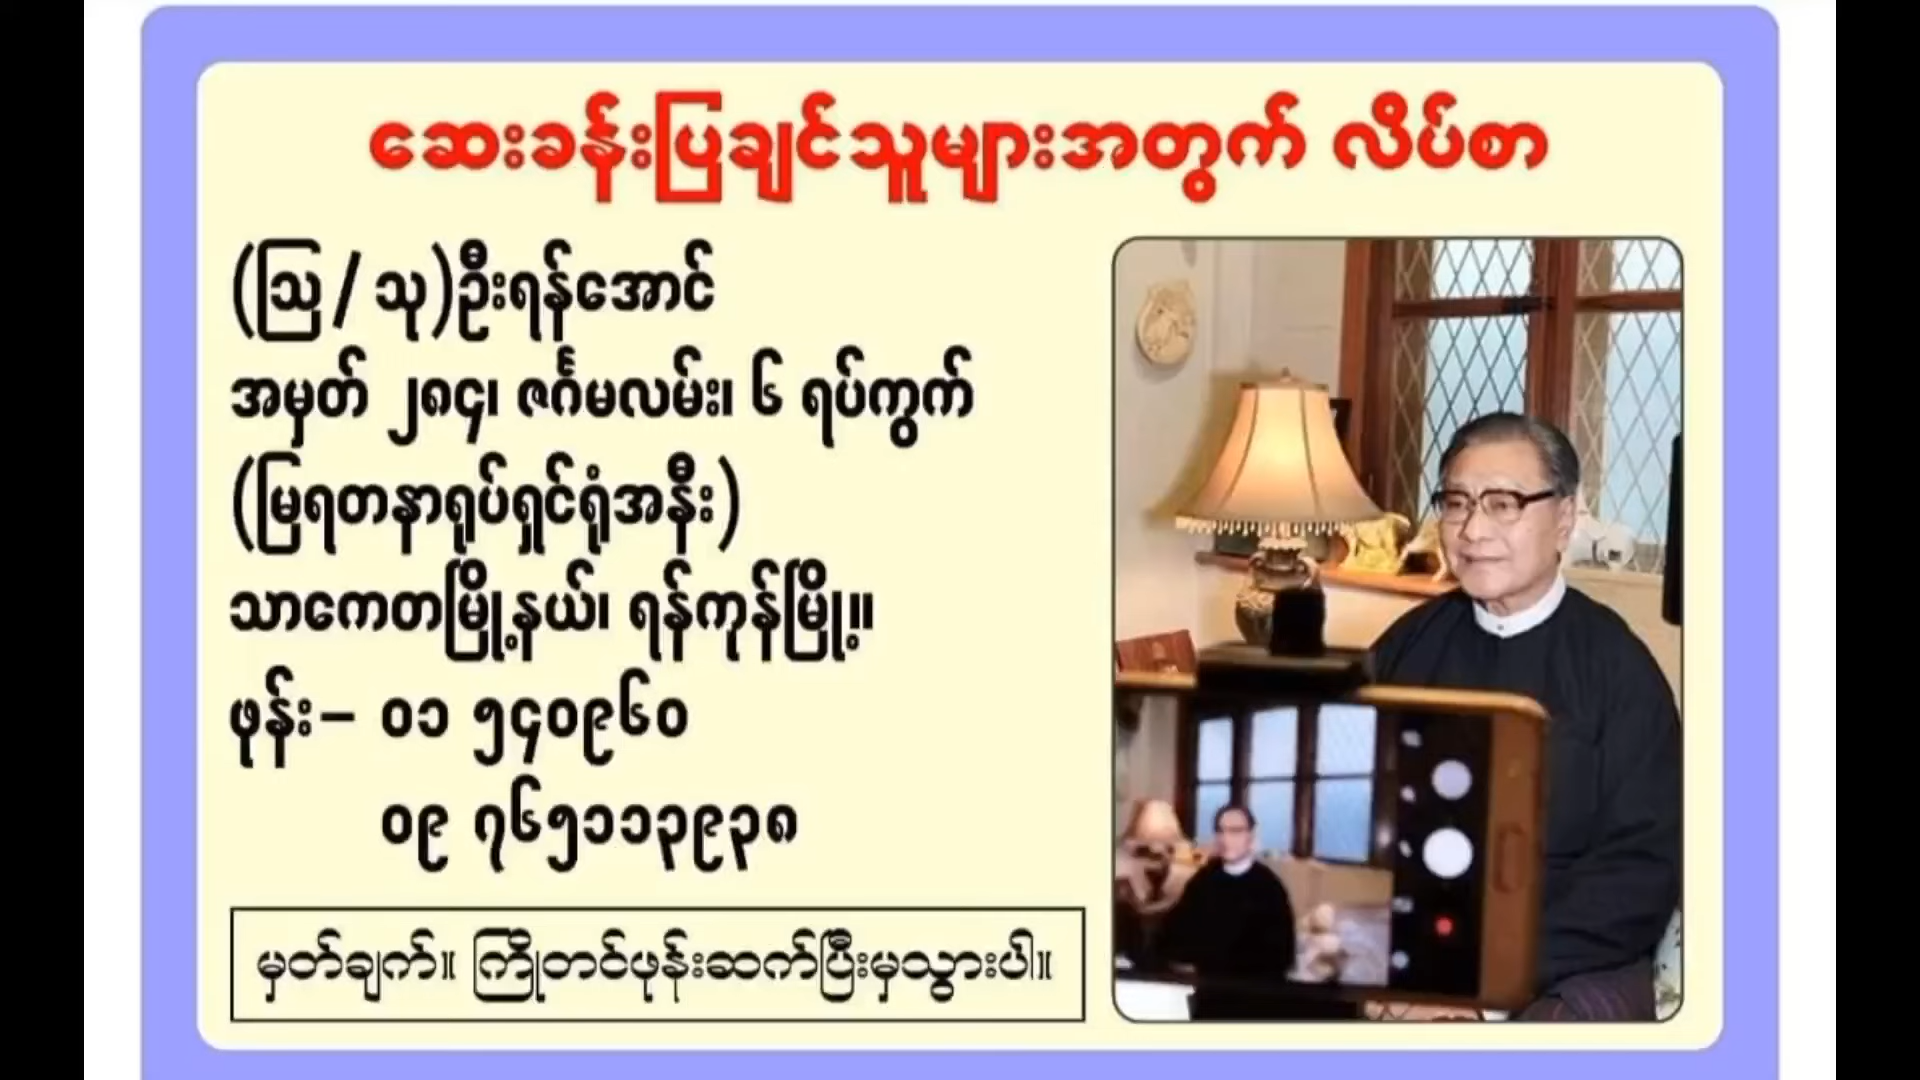 ဆေးခန်းပြချင်သူများအတွက် လိပ်စာ
(ဩ / သု)ဦးရန်အောင်
အမှတ် ၂၈၄၊ ဇင်္ဂမလမ်း၊ ၆ ရပ်ကွက်
(မြရတနာရုပ်ရှင်ရုံအနီး)
သာကေတမြို့နယ်၊ ရန်ကုန်မြို့။
ဖုန်း– ၀၁ ၅၄၀၉၆၀
၀၉ ၇၆၅၁၁၃၉၃၈
မှတ်ချက်။ ကြိုတင်ဖုန်းဆက်ပြီးမှသွားပါ။